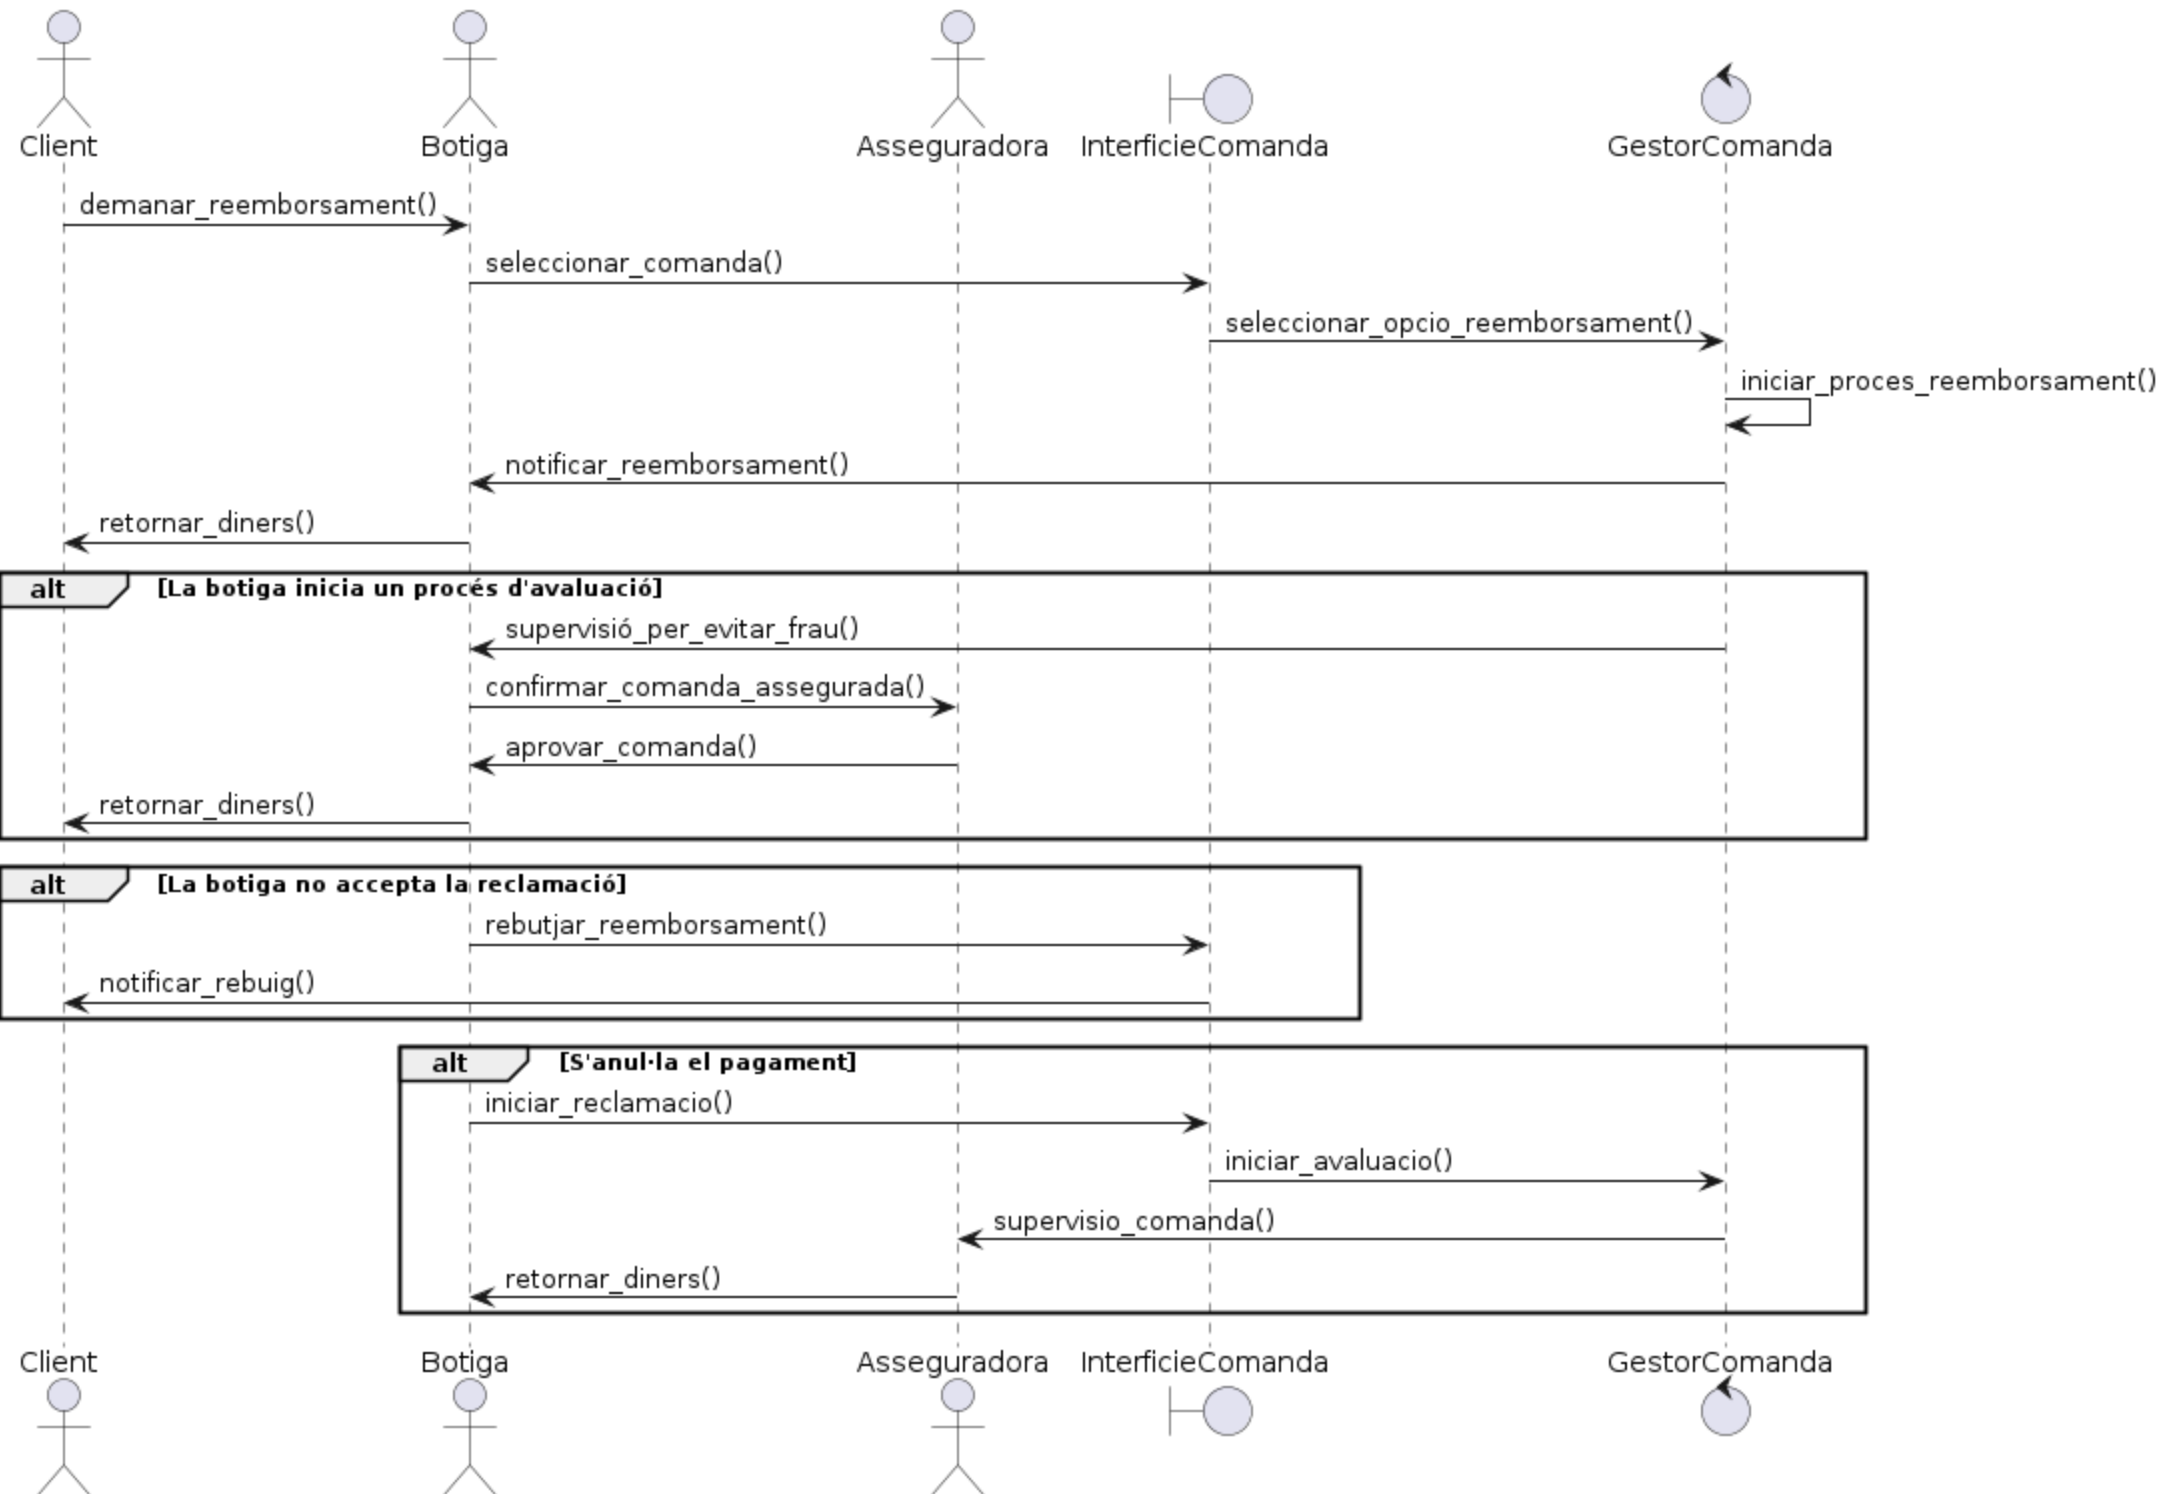 Client
Botiga
Asseguradora
InterficieComanda
GestorComanda
demanar_reemborsament()
seleccionar_comanda()
seleccionar_opcio_reemborsament()
iniciar_proces_reemborsament()
notificar_reemborsament()
retornar_diners()
alt [La botiga inicia un procés d'avaluació]
supervisió_per_evitar_frau()
confirmar_comanda_assegurada()
aprovar_comanda()
retornar_diners()
alt [La botiga no accepta la reclamació]
rebutjar_reemborsament()
notificar_rebuig()
alt [S'anul·la el pagament]
iniciar_reclamacio()
iniciar_avaluacio()
supervisio_comanda()
retornar_diners()
Client
Botiga
Asseguradora
InterficieComanda
GestorComanda